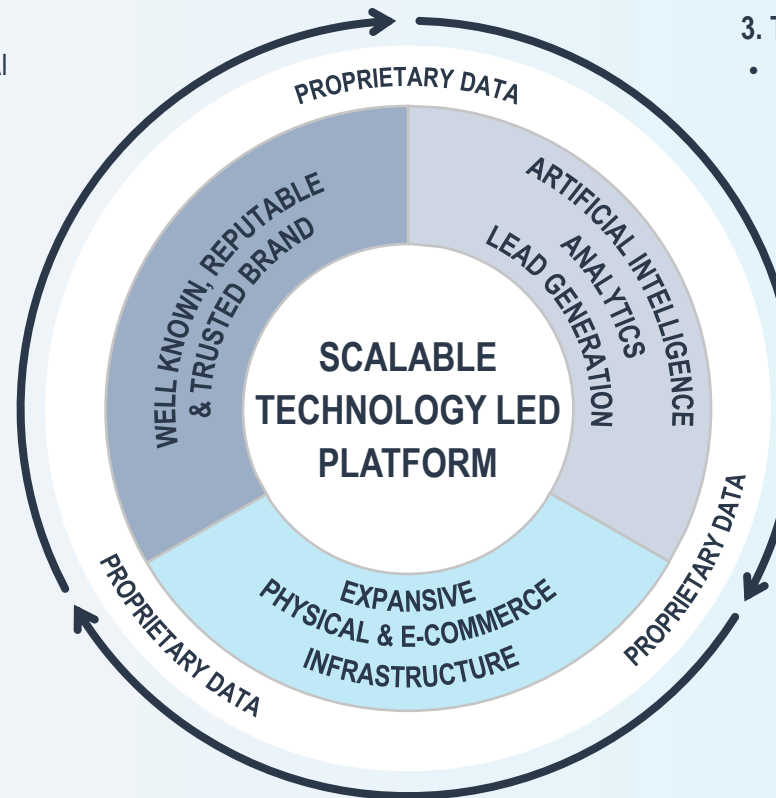 3.
•
PROPRIETARY DATA
WELL KNOWN, REPUTABLE
& TRUSTED BRAND
ARTIFICIAL INTELLIGENCE
ANALYTICS
LEAD GENERATION
SCALABLE
TECHNOLOGY LED
PLATFORM
EXPANSIVE
PHYSICAL & E-COMMERCE
INFRASTRUCTURE
PROPRIETARY DATA
PROPRIETARY DATA